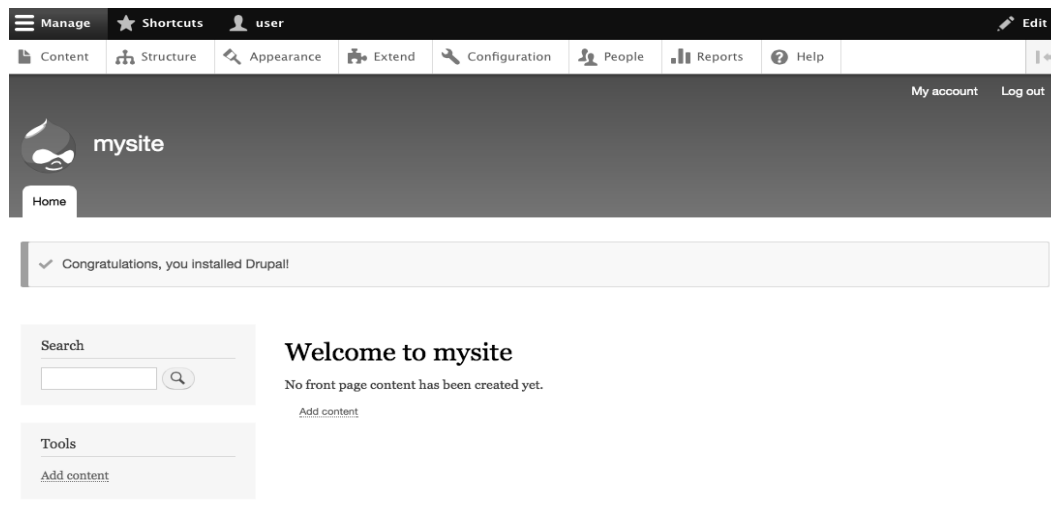 Manage Shortcuts user Edit
Content Structure Appearance Extend Configuration People Reports Help
My account Log out
mysite
Home
Congratulations, you installed Drupal!
Search
Welcome to mysite
No front page content has been created yet.
Add content
Tools
Add content